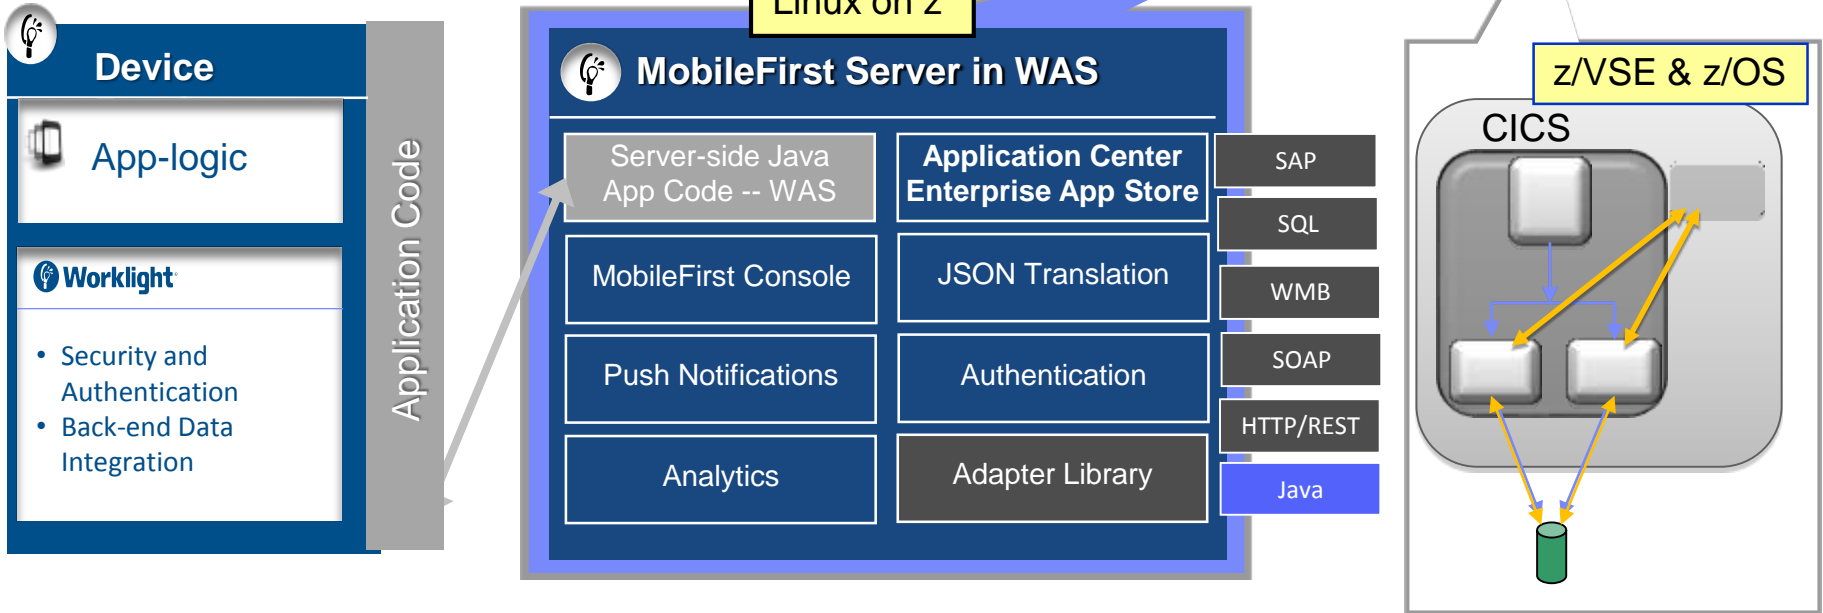 Device
App-logic
Worklight
• Security and
Authentication
• Back-end Data
Integration
Application Code
Linux on z
MobileFirst Server in WAS
Server-side Java
App Code -- WAS
Application Center
Enterprise App Store
MobileFirst Console
JSON Translation
Push Notifications
Authentication
Analytics
Adapter Library
SAP
SQL
WMB
SOAP
HTTP/REST
Java
z/VSE & z/OS
CICS